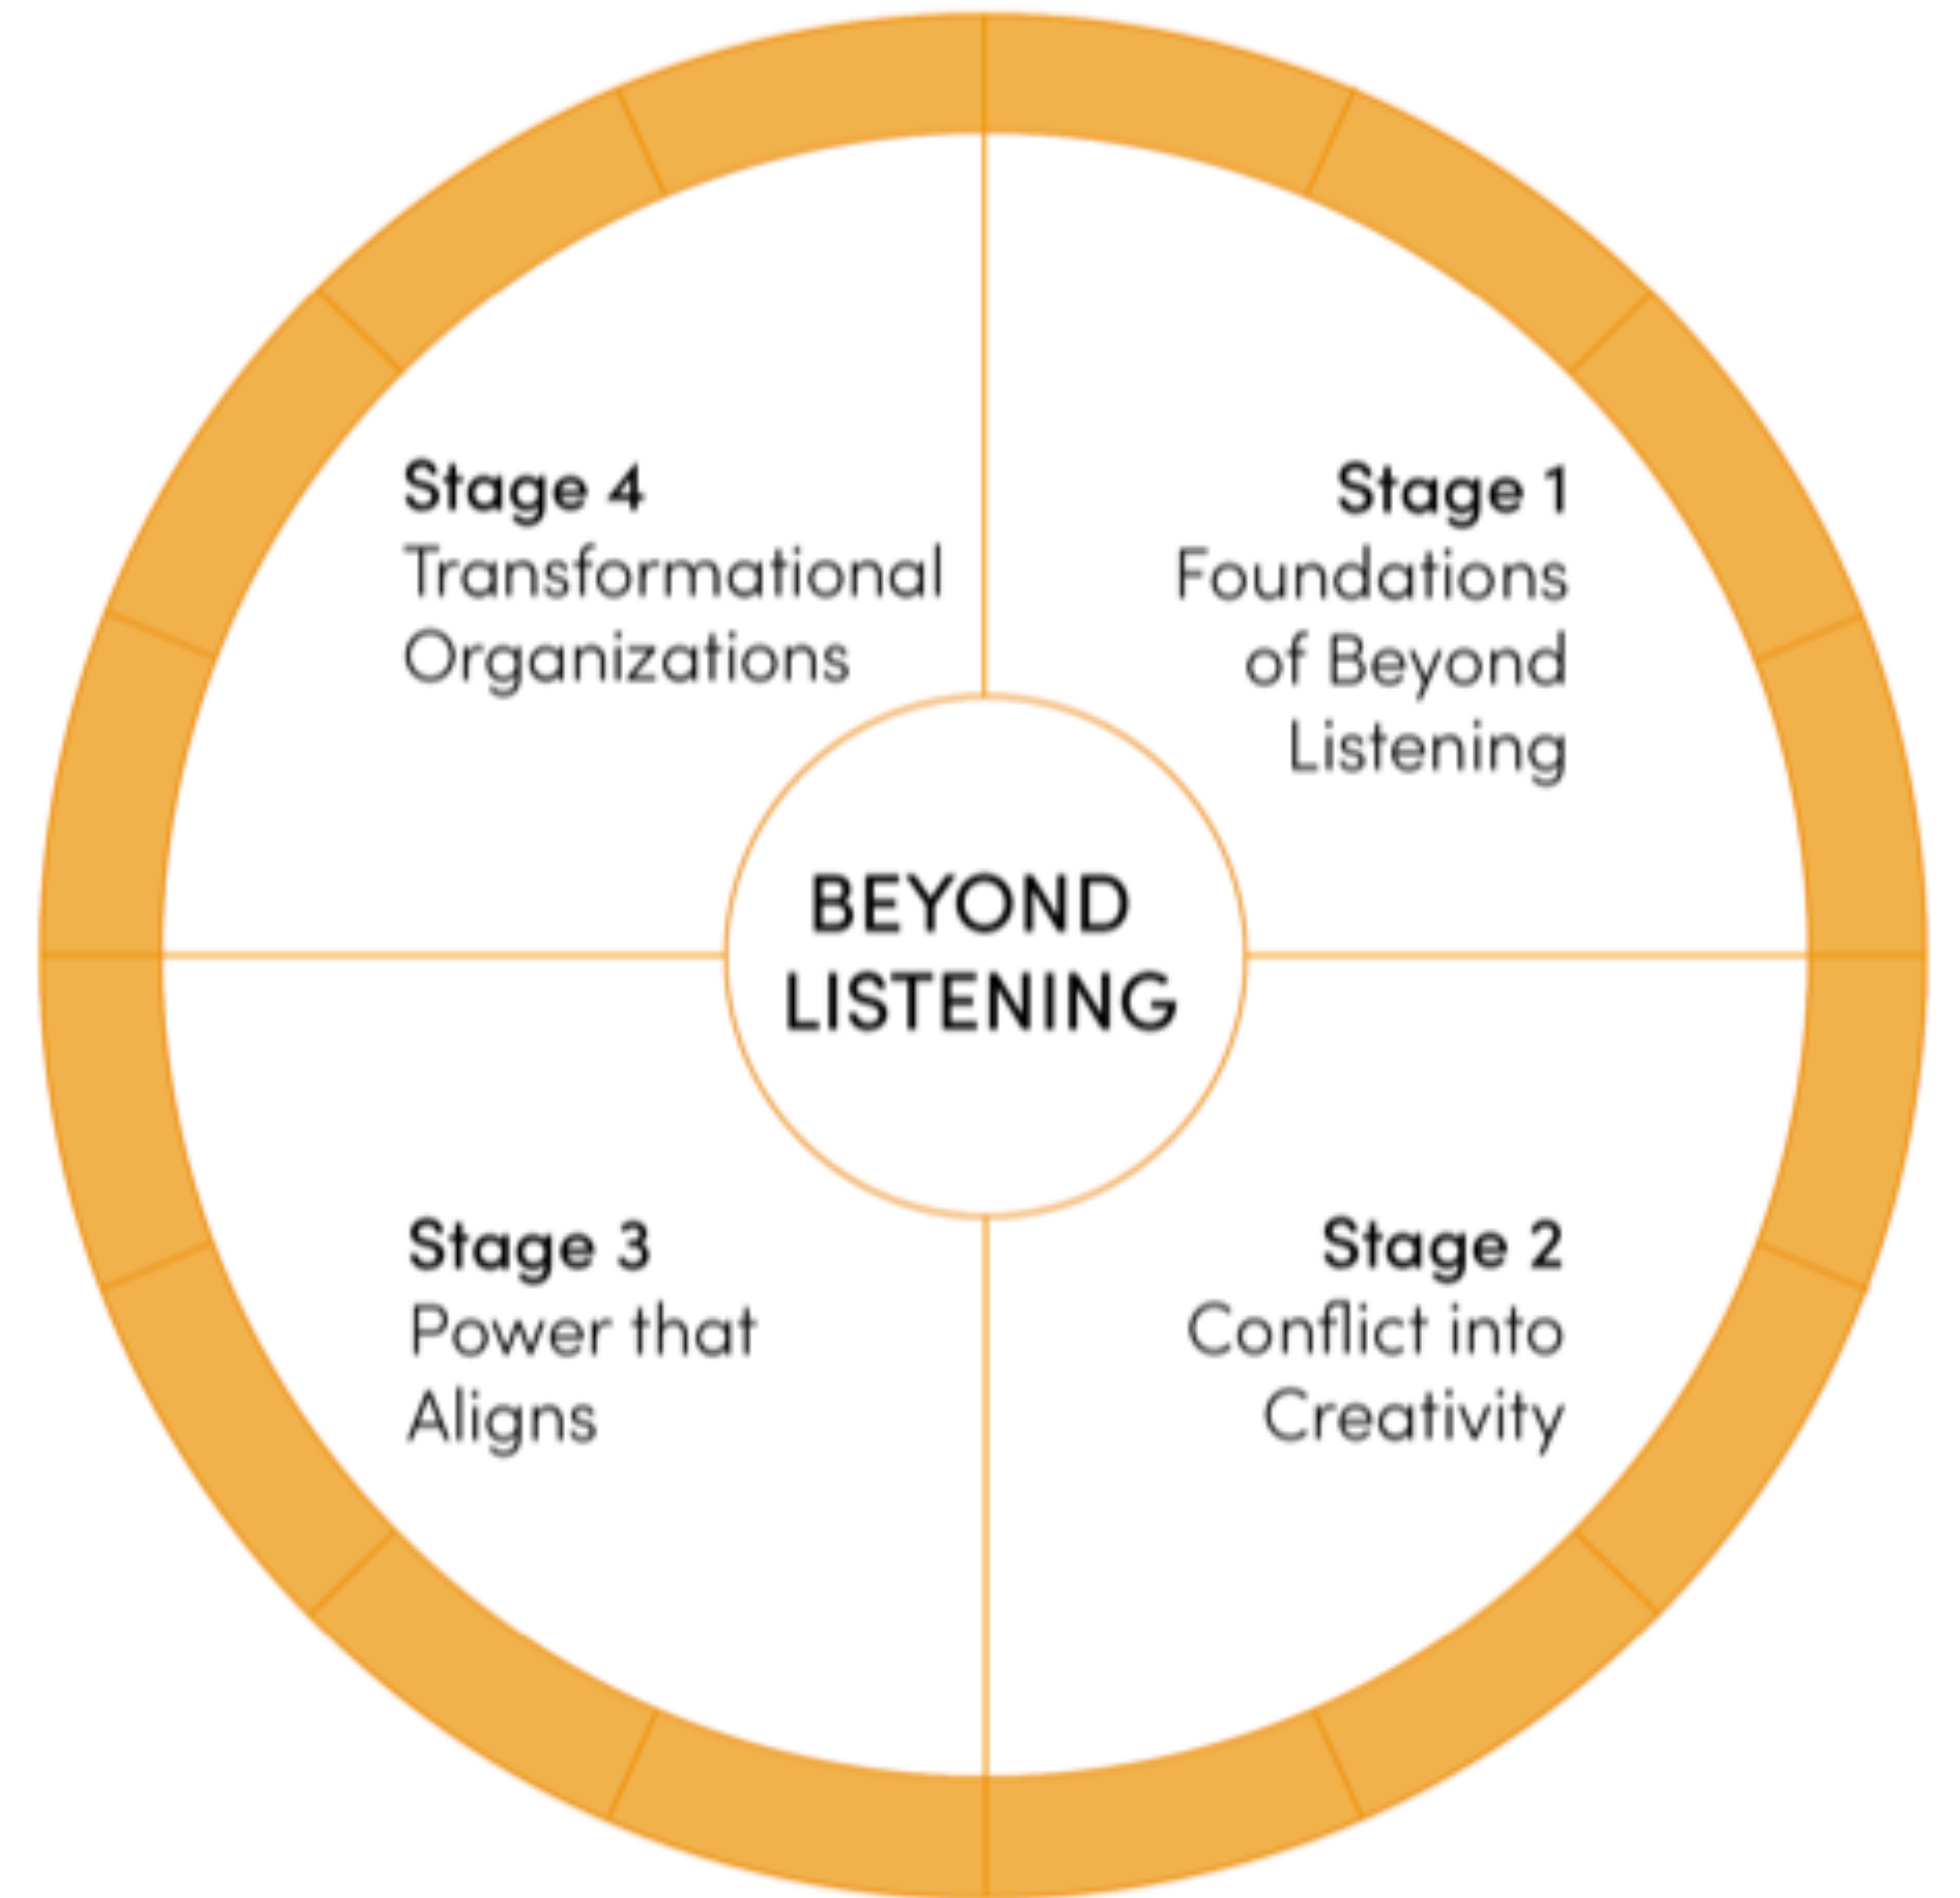 Stage 4
Transformational
Organizations
Stage 1
Foundations
of Beyond
Listening
BEYOND
LISTENING
Stage 3
Power that
Aligns
Stage 2
Conflict into
Creativity